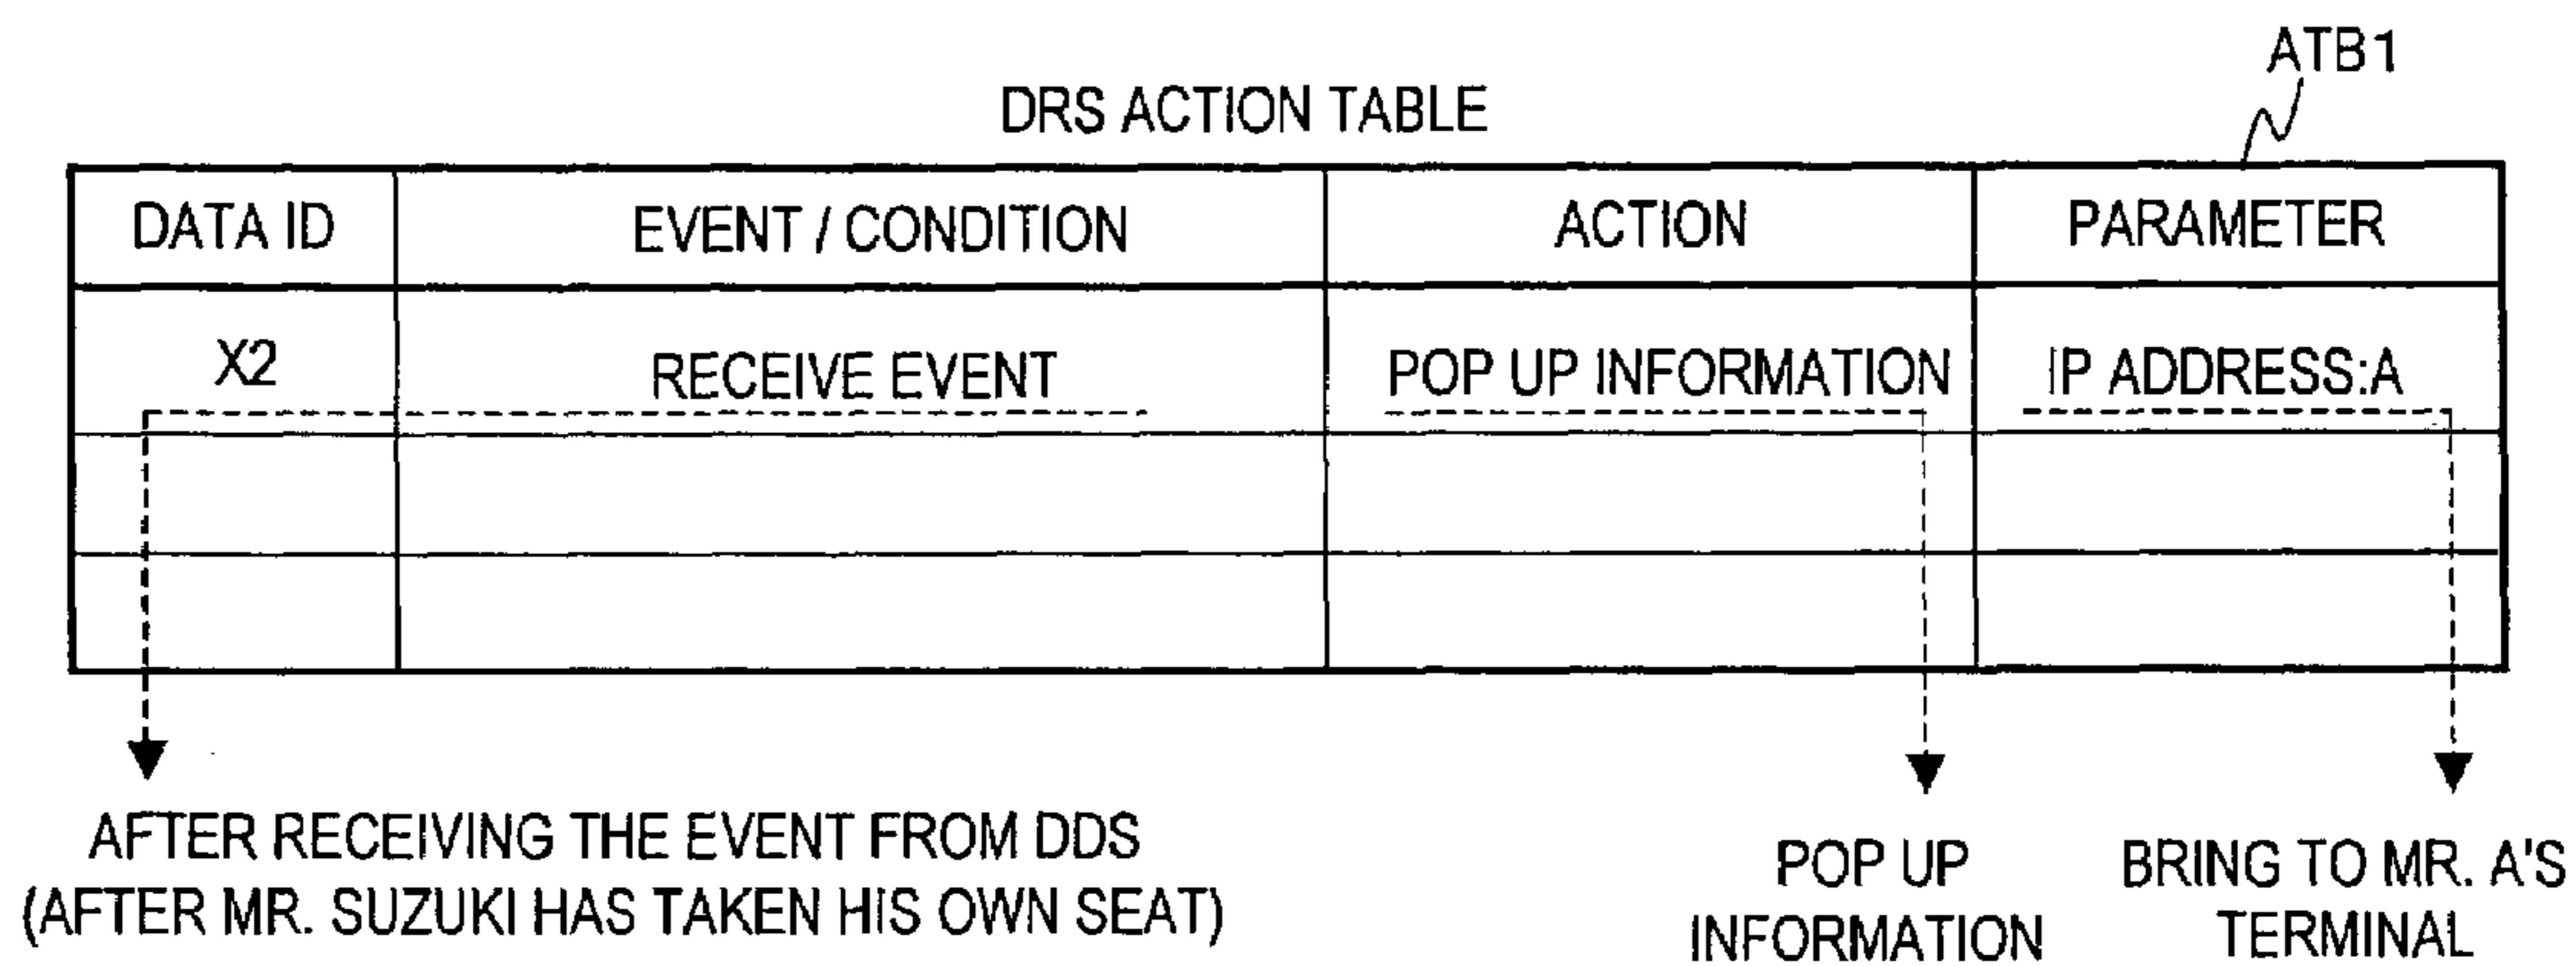 ATB1
DRS ACTION TABLE
DATA ID EVENT / CONDITION ACTION PARAMETER
X2 RECEIVE EVENT POP UP INFORMATION IP ADDRESS:A
AFTER RECEIVING THE EVENT FROM DDS
(AFTER MR. SUZUKI HAS TAKEN HIS OWN SEAT)
POP UP
INFORMATION
BRING TO MR. A'S
TERMINAL